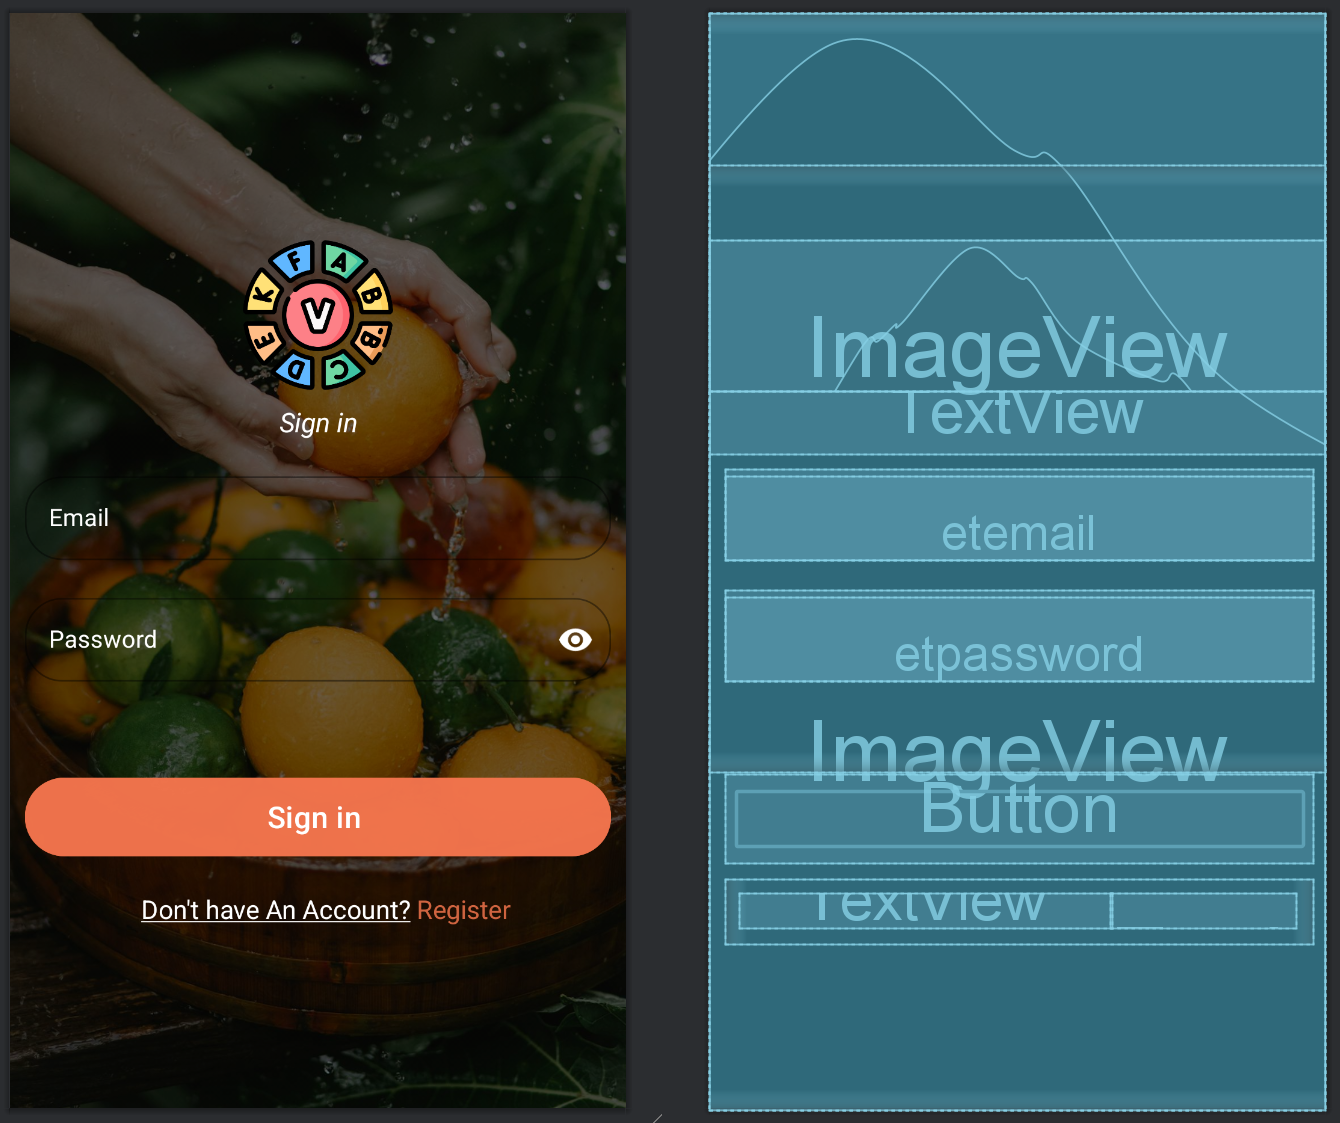 F
A
K
B
V
E
B.
D
C
Sign in
Email
Password
Sign in
Don't have An Account? Register
ImageView
TextView
etemail
etpassword
ImageView
Button
TextView